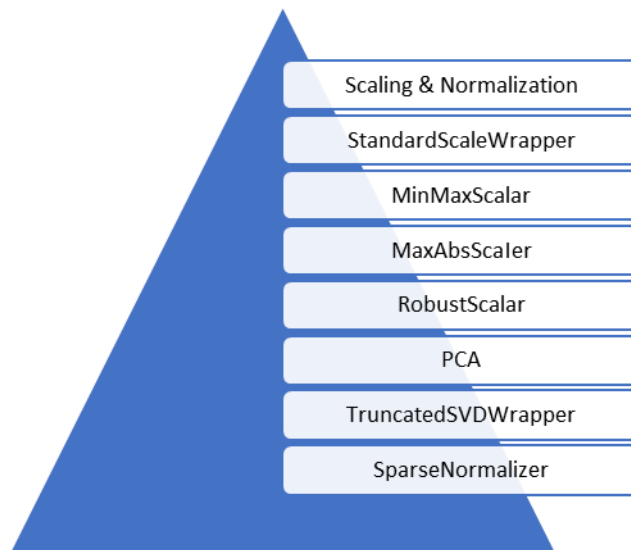 Scaling & Normalization
StandardScaleWrapper
MinMaxScalar
MaxAbsScaler
RobustScalar
PCA
TruncatedSVDWrapper
SparseNormalizer